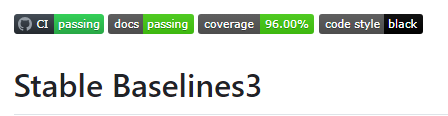 CI passing docs passing coverage 96.00% code style black
Stable Baselines3